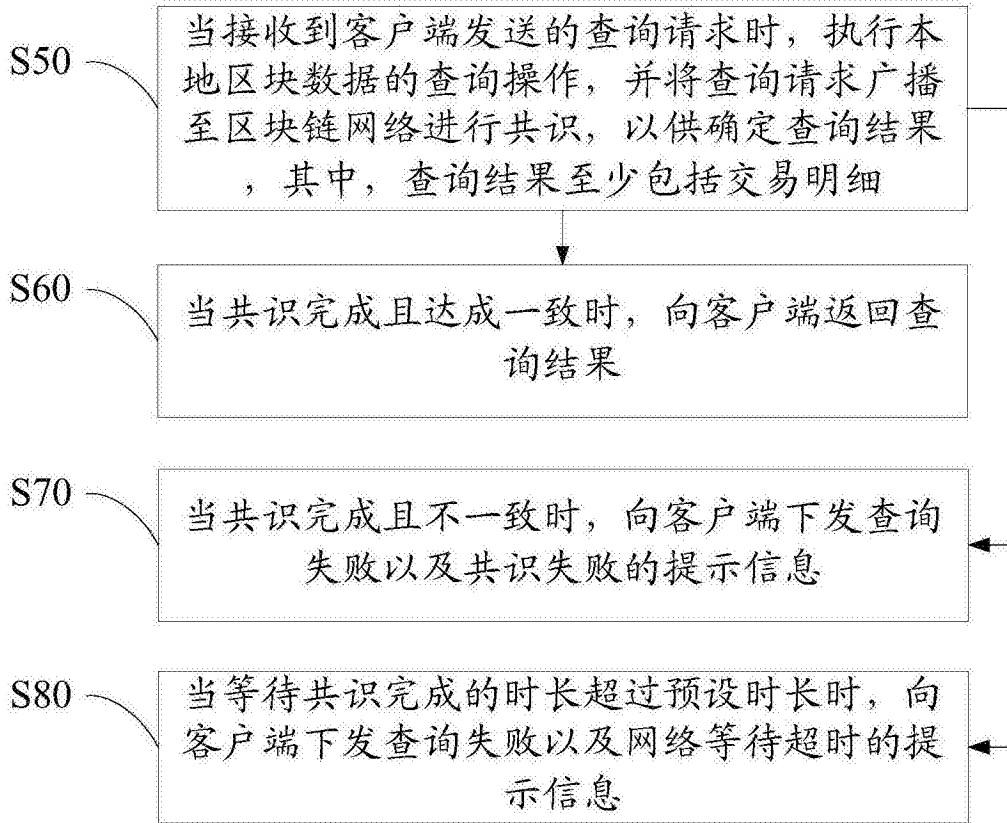 S50
当接收到客户端发送的查询请求时，执行本
地区块数据的查询操作，并将查询请求广播
至区块链网络进行共识，以供确定查询结果
，其中，查询结果至少包括交易明细
S60
当共识完成且达成一致时，向客户端返回查
询结果
S70
当共识完成且不一致时，向客户端下发查询
失败以及共识失败的提示信息
S80
当等待共识完成的时长超过预设时长时，向
客户端下发查询失败以及网络等待超时的提
示信息